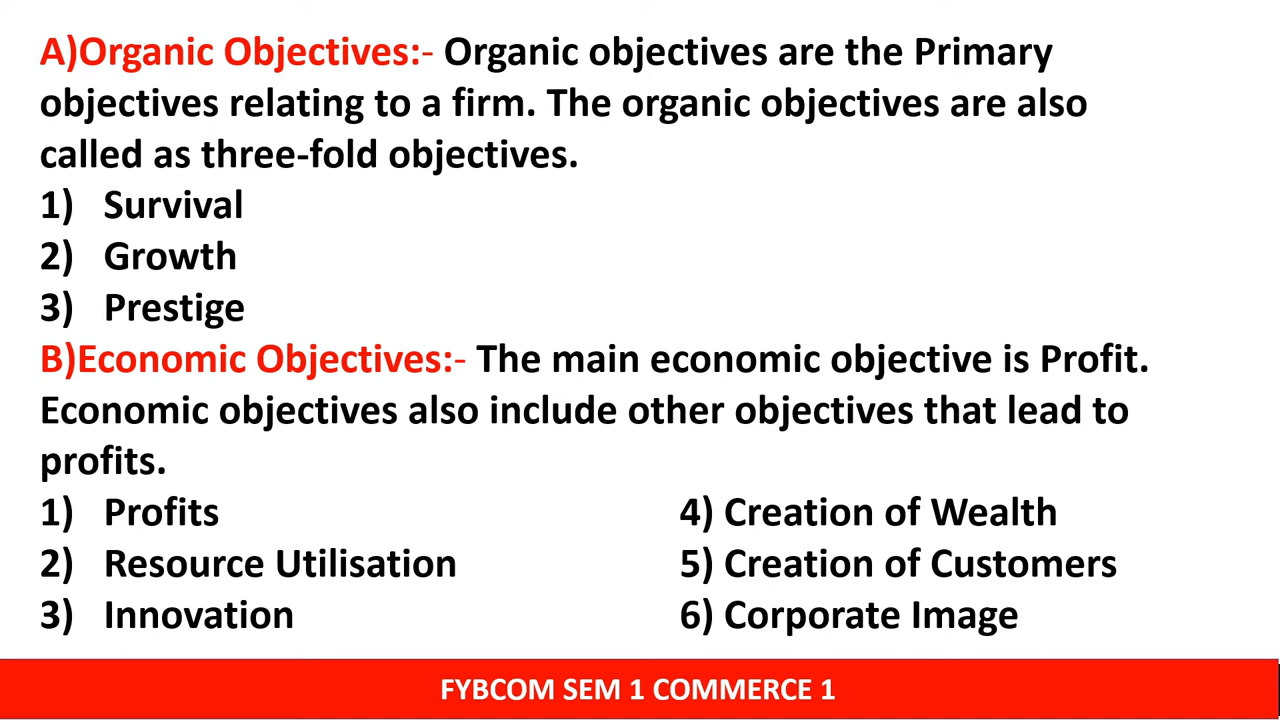 A)Organic Objectives:- Organic objectives are the Primary
objectives relating to a firm. The organic objectives are also
called as three-fold objectives.
1) Survival
2) Growth
3) Prestige
B)Economic Objectives:- The main economic objective is Profit.
Economic objectives also include other objectives that lead to
profits.
1) Profits
2) Resource Utilisation
3) Innovation
4) Creation of Wealth
5) Creation of Customers
6) Corporate Image
FYBCOM SEM 1 COMMERCE 1